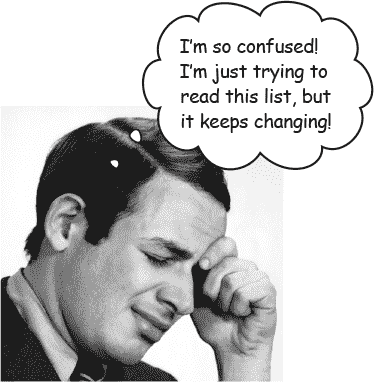 I'm so confused!
I'm just trying to
read this list, but
it keeps changing!